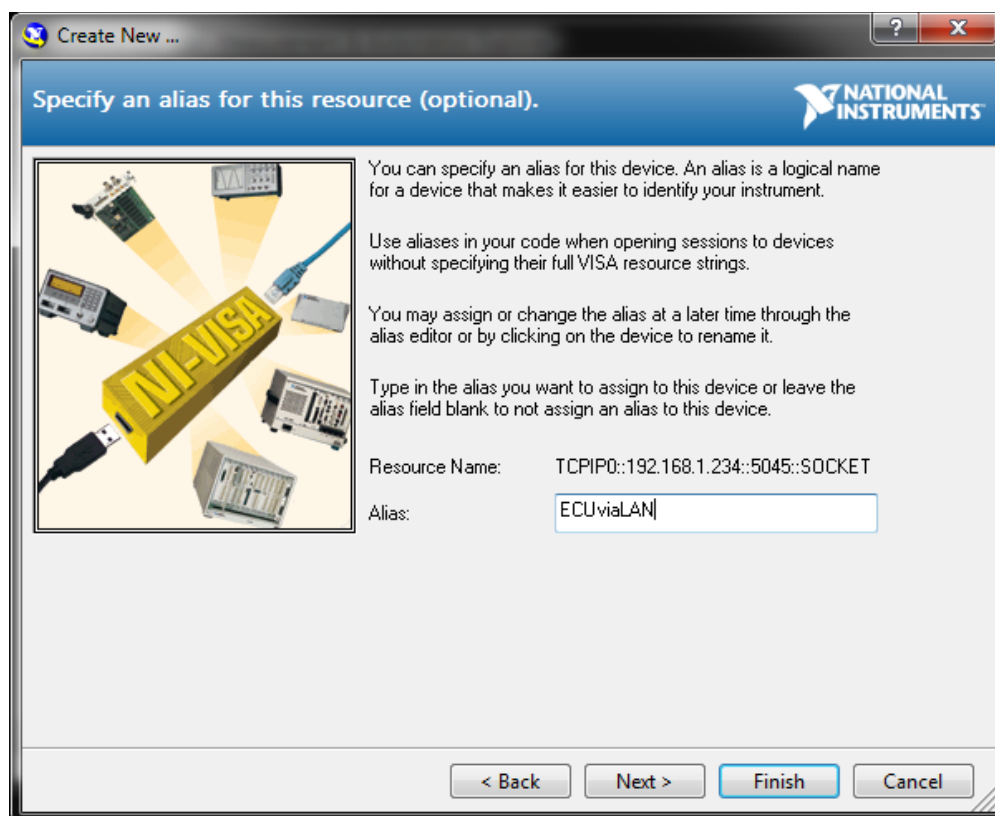 Create New ...
?
X
Specify an alias for this resource (optional).
NATIONAL
INSTRUMENTS
You can specify an alias for this device. An alias is a logical name
for a device that makes it easier to identify your instrument.
Use aliases in your code when opening sessions to devices
without specifying their full VISA resource strings.
You may assign or change the alias at a later time through the
alias editor or by clicking on the device to rename it.
Type in the alias you want to assign to this device or leave the
alias field blank to not assign an alias to this device.
NI-VISA
Resource Name: TCPIP0::192.168.1.234::5045::SOCKET
Alias: ECUviaLAN
< Back Next > Finish Cancel